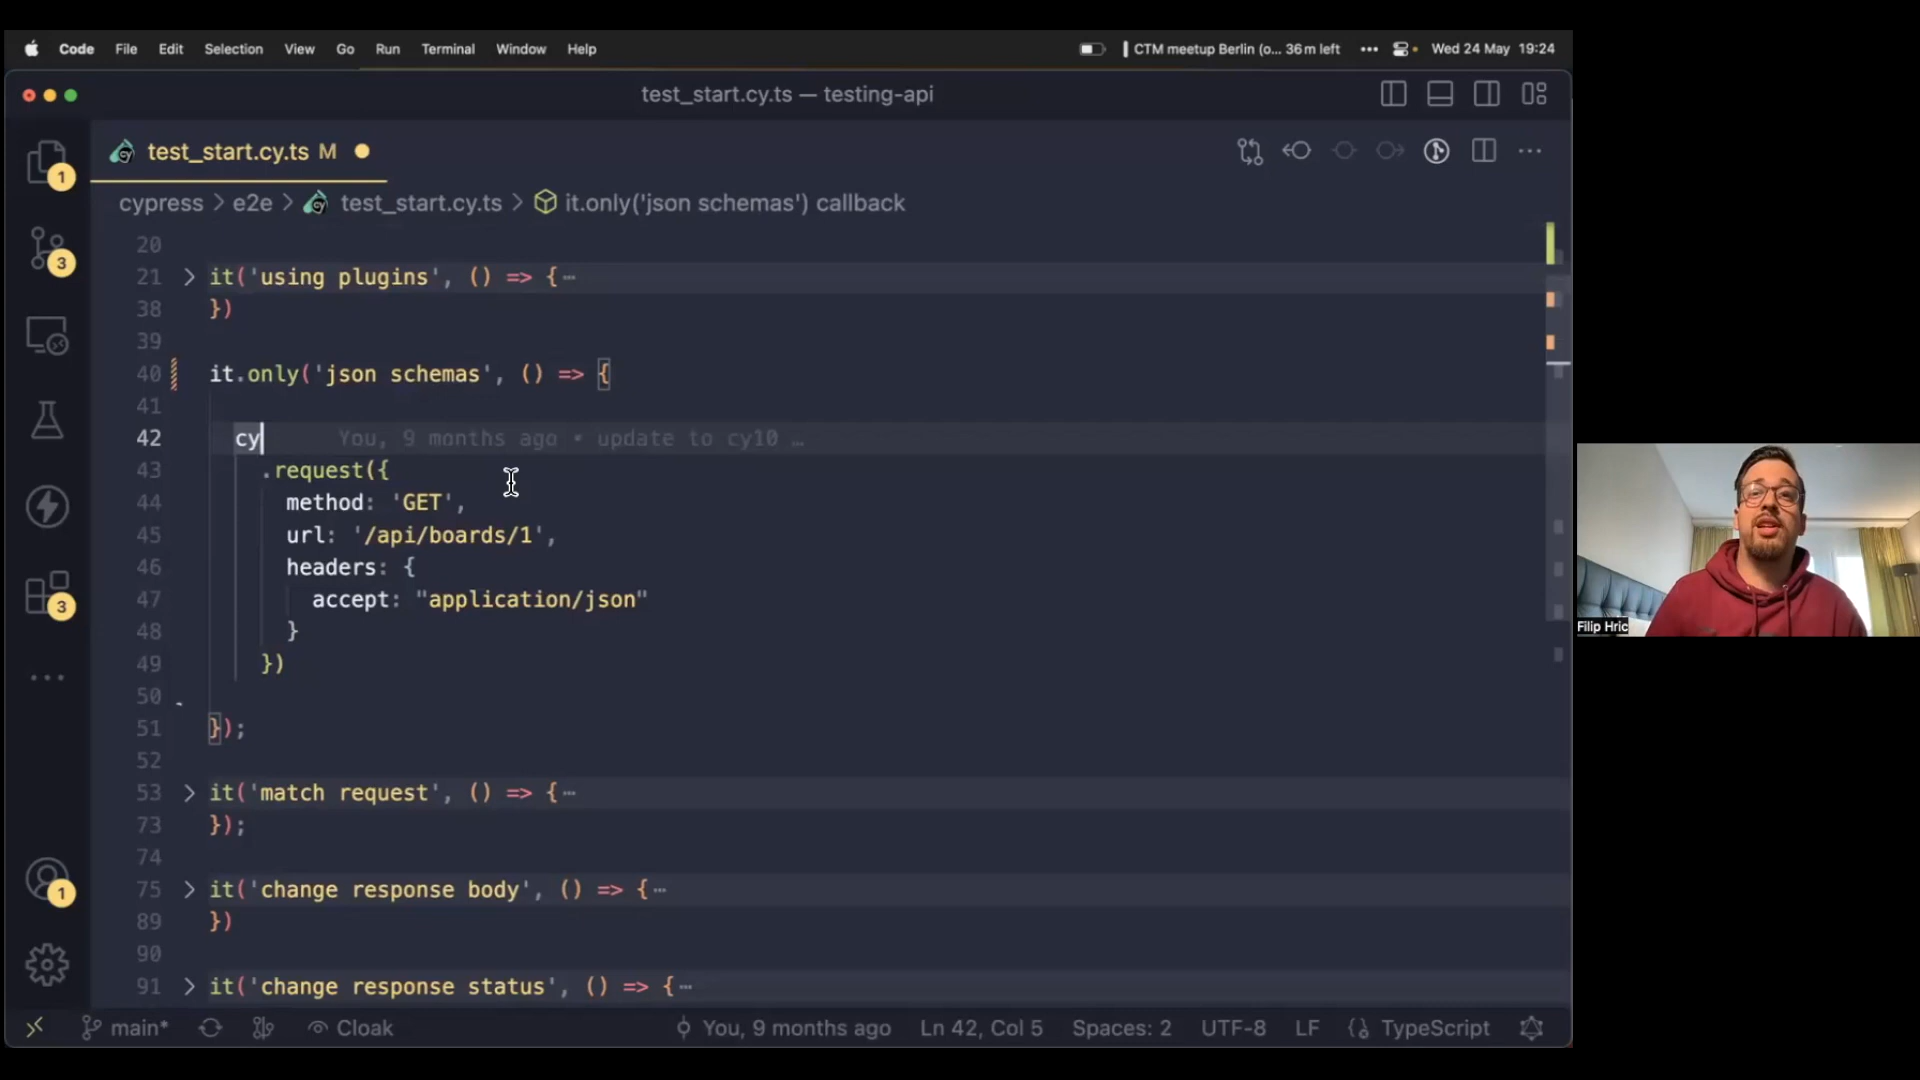 Code File Edit Selection View Go Run Terminal Window Help CTM meetup Berlin (o... 36 m left ••• Wed 24 May 19:24
test_start.cy.ts — testing-api
test_start.cy.ts M
cypress > e2e > test_start.cy.ts > it.only('json schemas') callback
20
21 > it('using plugins', () => {⋯
38 })
39
40 it.only('json schemas', () => {
41
42 cy You, 9 months ago • update to cy10 …
43 .request({
44 method: 'GET',
45 url: '/api/boards/1',
46 headers: {
47 accept: "application/json"
48 }
49 })
50
51 });
52
53 > it('match request', () => {⋯
73 });
74
75 > it('change response body', () => {⋯
89 })
90
91 > it('change response status', () => {⋯
1
3
3
1
main* Cloak You, 9 months ago Ln 42, Col 5 Spaces: 2 UTF-8 LF TypeScript
Filip Hric